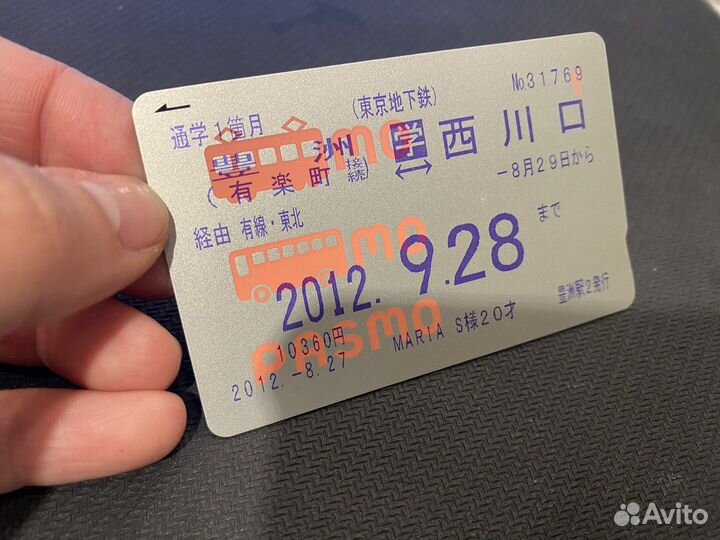 (東京地下鉄) No31769
通学1箇月
豊洲 学 ↔ 西川口
(有楽町接続) -8月29日から
経由 有線・東北
2012. 9.28 まで
10360円 MARIA S様20才 豊洲駅2発行
2012.-8.27
PASMO
Avito